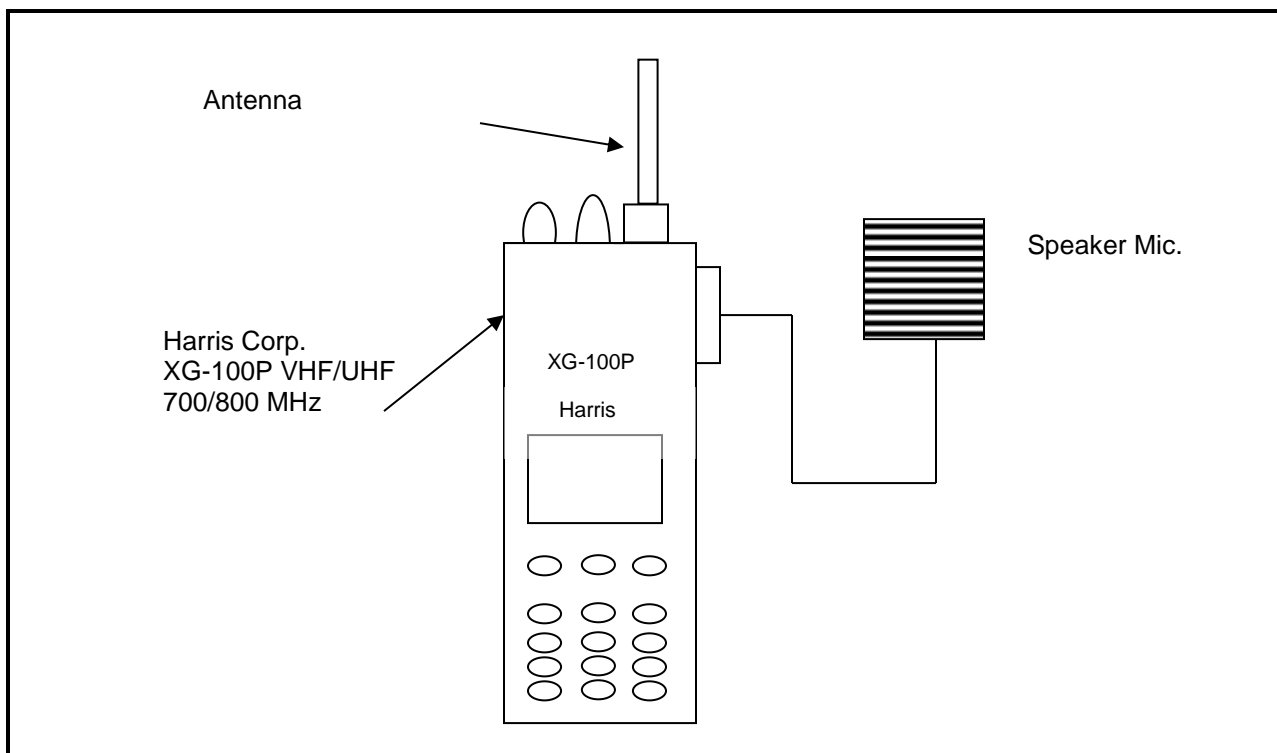 Antenna
Speaker Mic.
Harris Corp.
XG-100P VHF/UHF
700/800 MHz
XG-100P
Harris